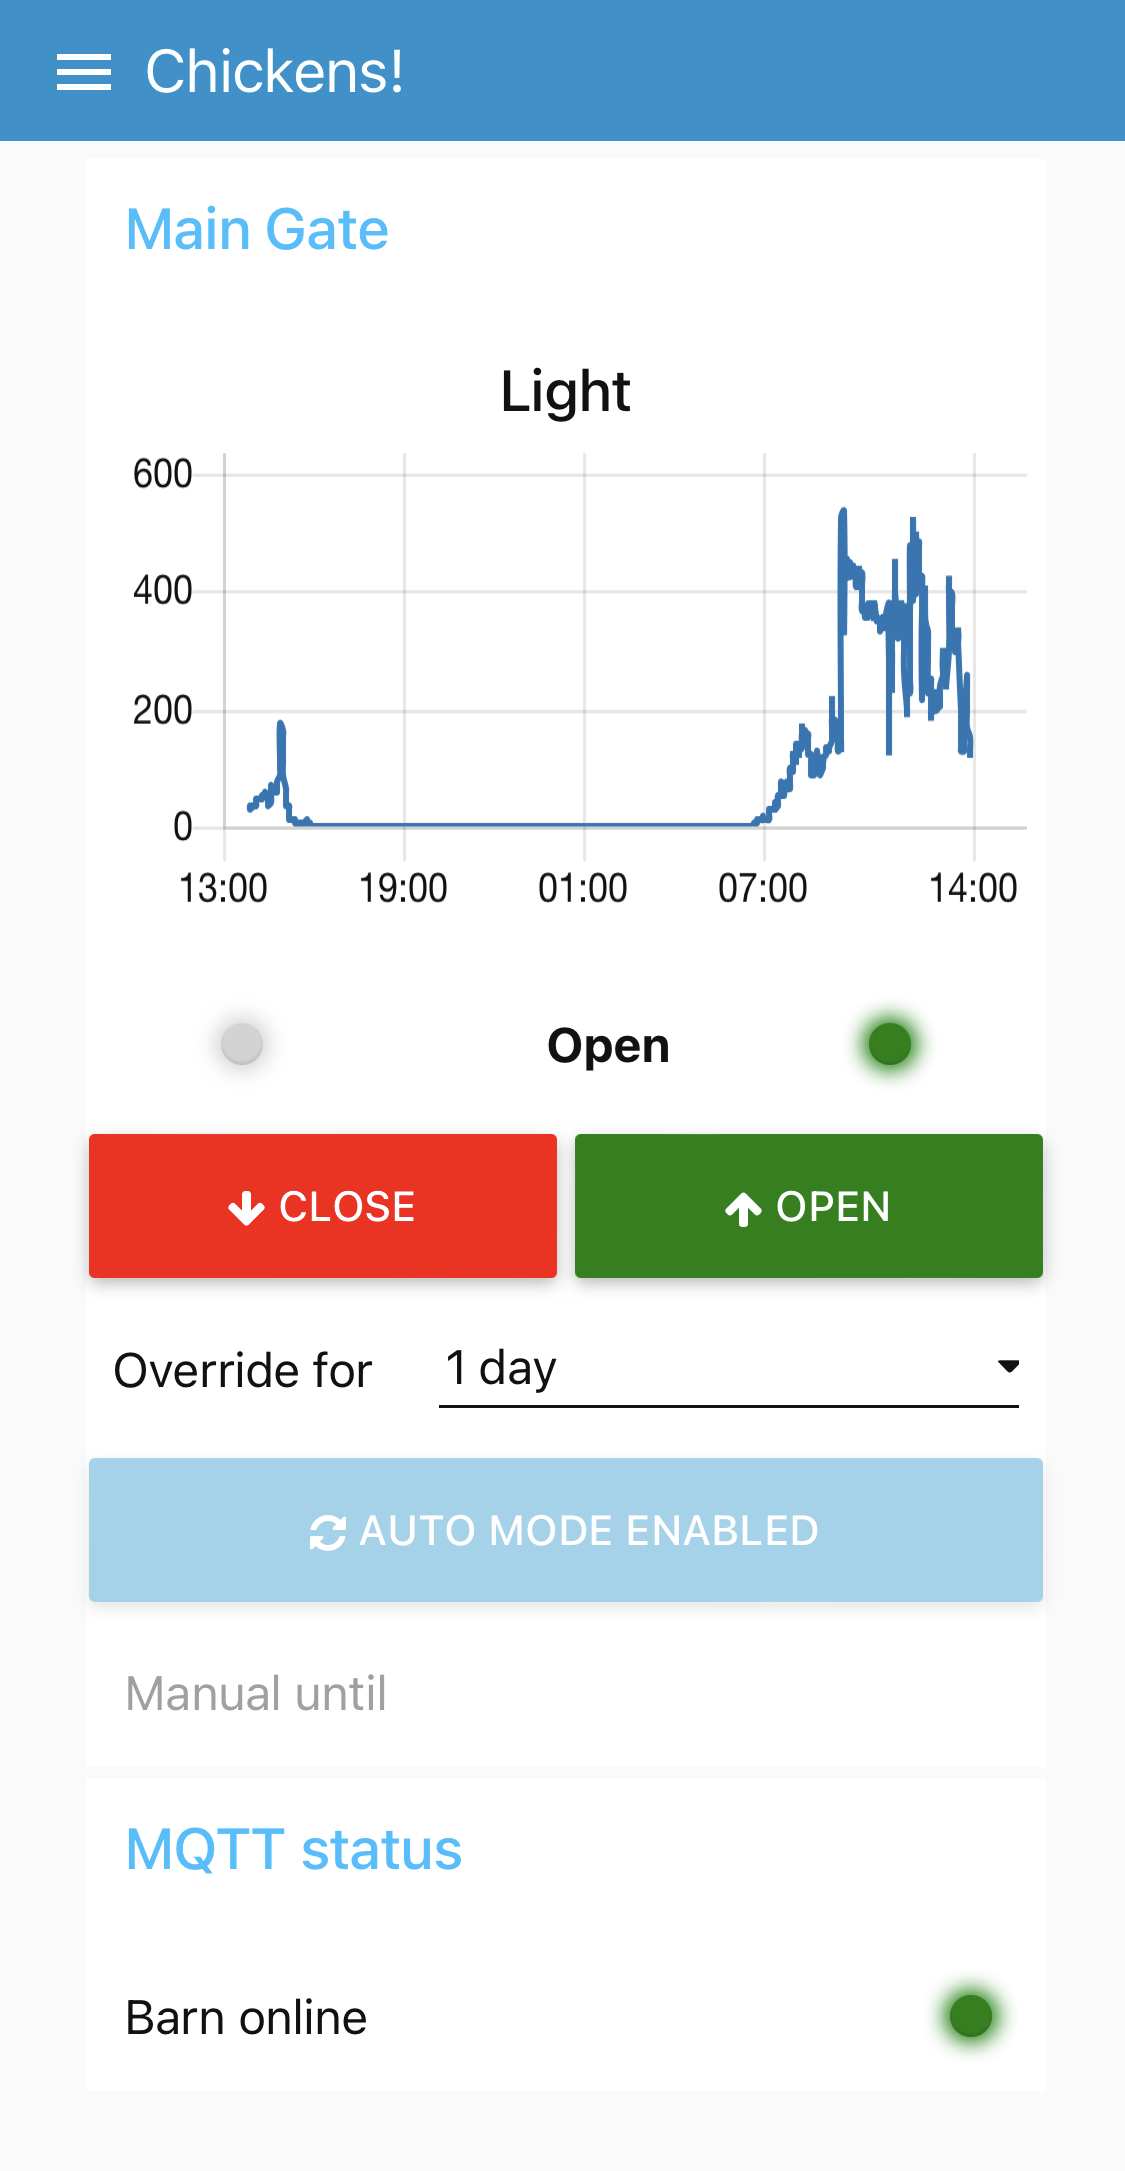 Chickens!
Main Gate
Light
600
400
200
0
13:00 19:00 01:00 07:00 14:00
Open
CLOSE OPEN
Override for 1 day
AUTO MODE ENABLED
Manual until
MQTT status
Barn online